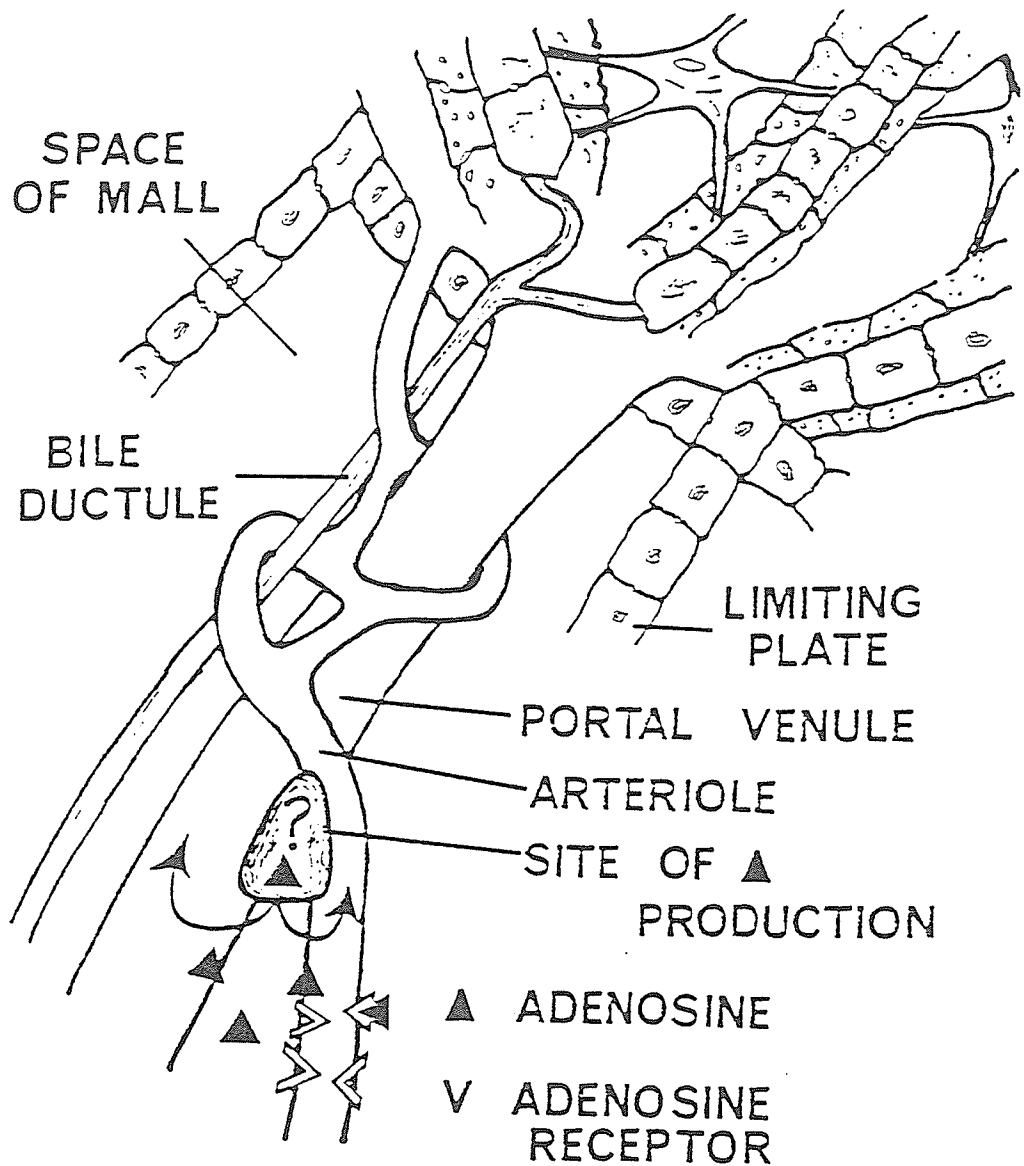 SPACE
OF MALL
BILE
DUCTULE
LIMITING
PLATE
PORTAL VENULE
ARTERIOLE
?
SITE OF ▲
PRODUCTION
▲ ADENOSINE
V ADENOSINE
RECEPTOR